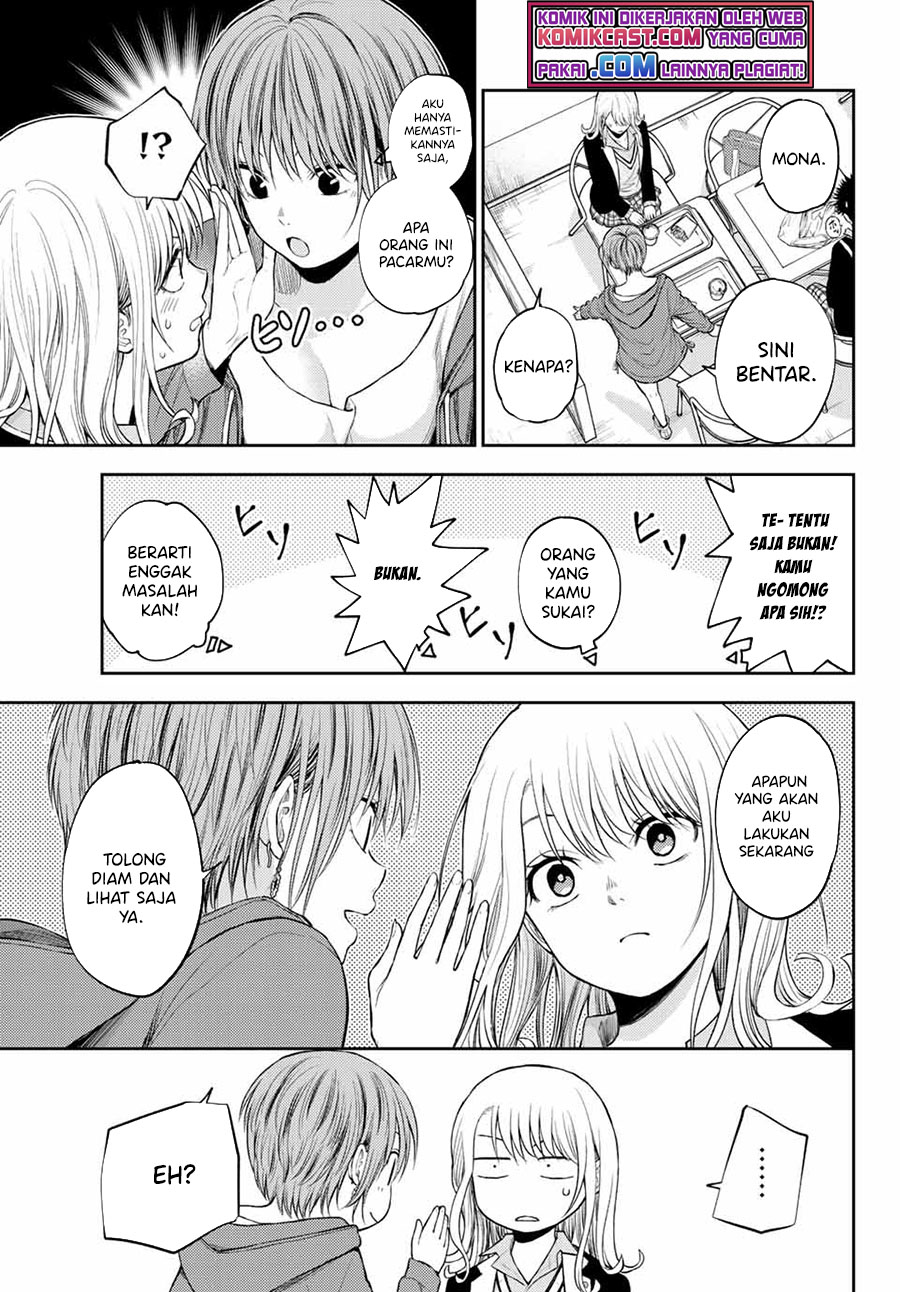 KOMIK INI DIKERJAKAN OLEH WEB
KOMIKCAST.COM YANG CUMA
PAKAI .COM LAINNYA PLAGIAT!
MONA.
SINI
BENTAR.
KENAPA?
AKU
HANYA
MEMASTI-
KANNYA
SAJA,
APA
ORANG INI
PACARMU?
!?
ヒソ...
TE- TENTU
SAJA BUKAN!
KAMU
NGOMONG
APA SIH!?
ヒソ
ORANG
YANG
KAMU
SUKAI?
BUKAN.
ヒソ
BERARTI
ENGGAK
MASALAH
KAN!
APAPUN
YANG AKAN
AKU
LAKUKAN
SEKARANG
TOLONG
DIAM DAN
LIHAT SAJA
YA.
......
EH?